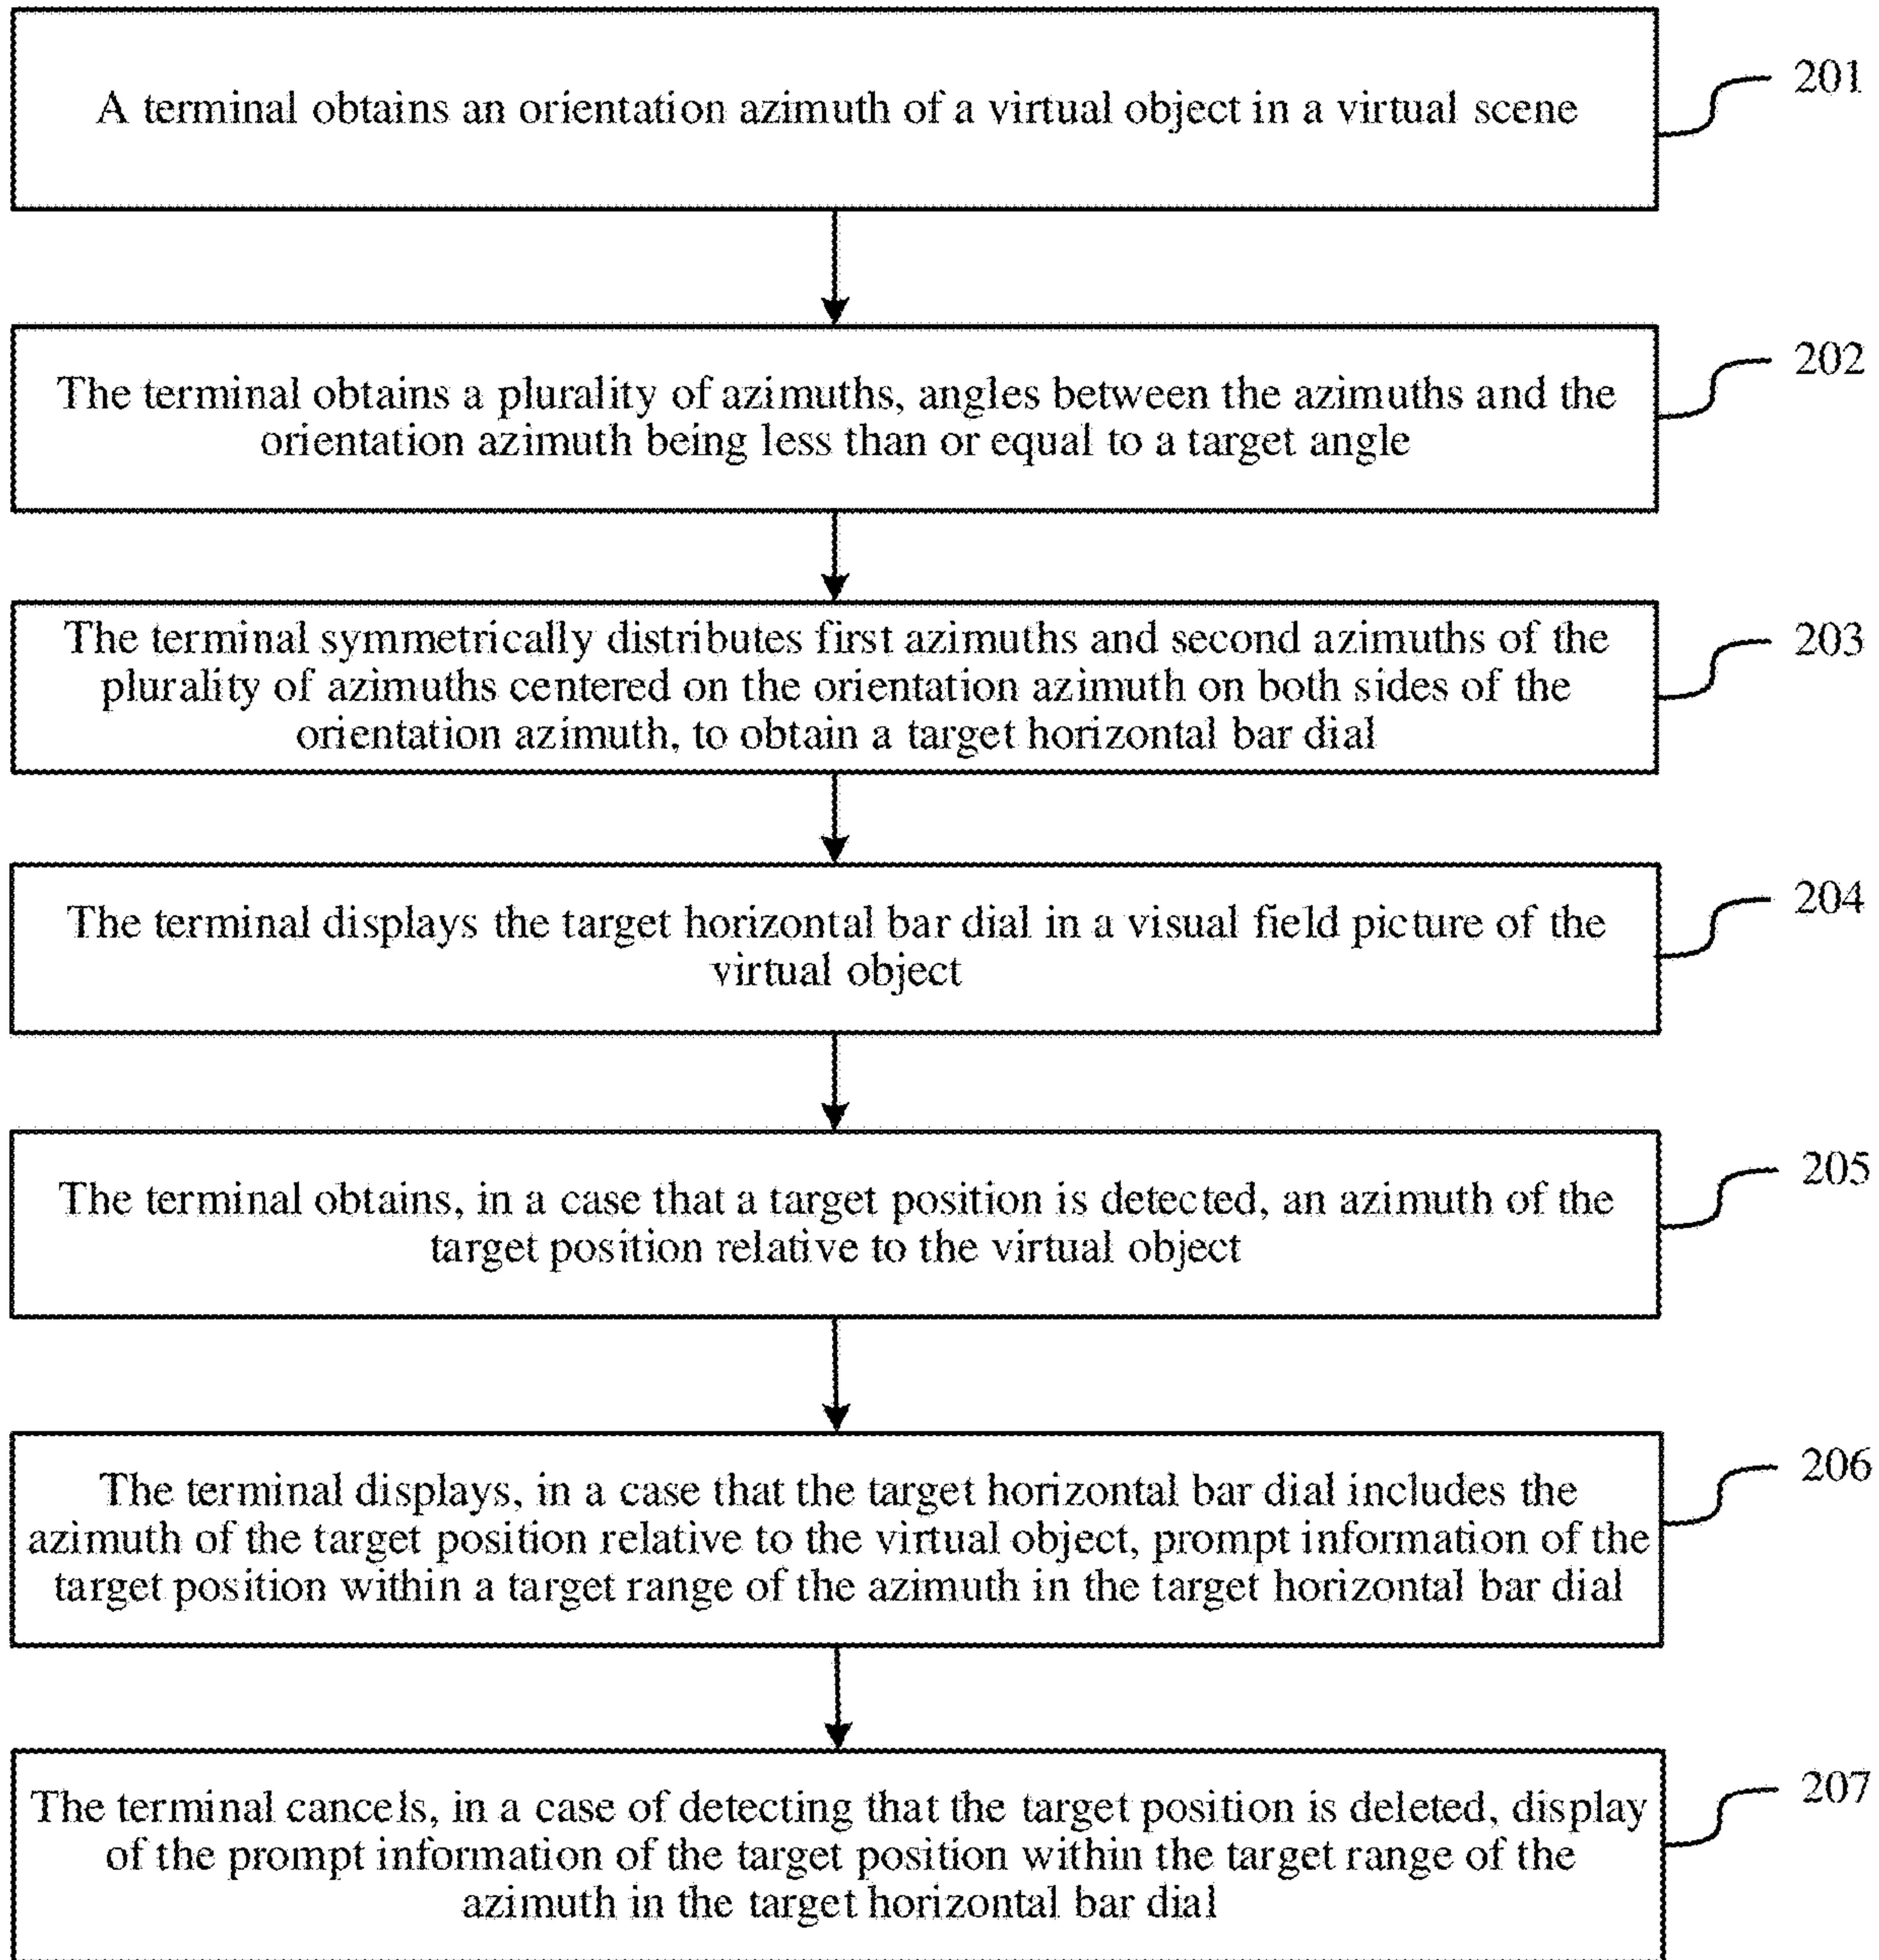 A terminal obtains an orientation azimuth of a virtual object in a virtual scene
201
The terminal obtains a plurality of azimuths, angles between the azimuths and the
orientation azimuth being less than or equal to a target angle
202
The terminal symmetrically distributes first azimuths and second azimuths of the
plurality of azimuths centered on the orientation azimuth on both sides of the
orientation azimuth, to obtain a target horizontal bar dial
203
The terminal displays the target horizontal bar dial in a visual field picture of the
virtual object
204
The terminal obtains, in a case that a target position is detected, an azimuth of the
target position relative to the virtual object
205
The terminal displays, in a case that the target horizontal bar dial includes the
azimuth of the target position relative to the virtual object, prompt information of the
target position within a target range of the azimuth in the target horizontal bar dial
206
The terminal cancels, in a case of detecting that the target position is deleted, display
of the prompt information of the target position within the target range of the
azimuth in the target horizontal bar dial
207